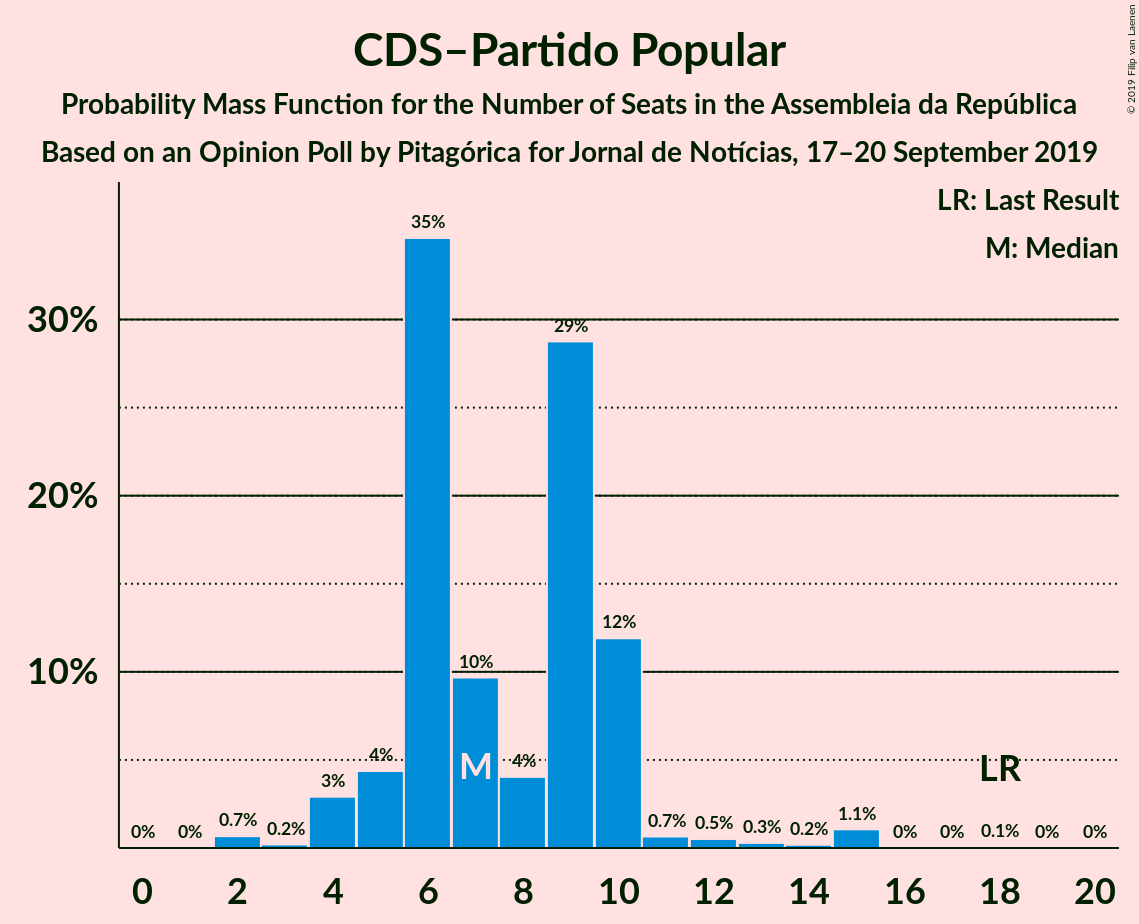 CDS–Partido Popular
Probability Mass Function for the Number of Seats in the Assembleia da República
Based on an Opinion Poll by Pitagórica for Jornal de Notícias, 17–20 September 2019
© 2019 Filip van Laenen
LR: Last Result
M: Median
35%
30%
29%
20%
12%
10%
10%
4%
M
4%
LR
3%
0%
0%
0.7%
0.2%
0.7%
0.5%
0.3%
0.2%
1.1%
0%
0%
0.1%
0%
0%
0 2 4 6 8 10 12 14 16 18 20